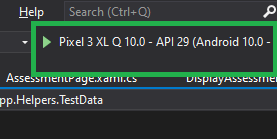 Help Search (Ctrl+Q)
Pixel 3 XL Q 10.0 - API 29 (Android 10.0 -
AssessmentPage.xaml.cs DisplayAssessm
pp.Helpers.TestData